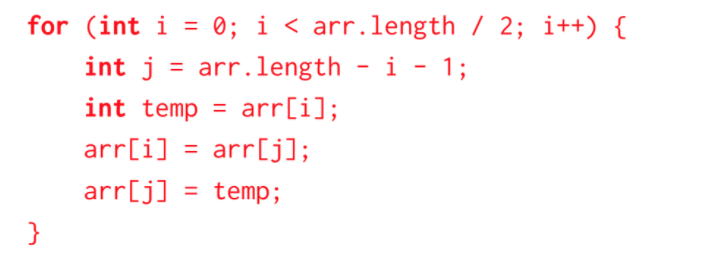 for (int i = 0; i < arr.length / 2; i++) {
    int j = arr.length - i - 1;
    int temp = arr[i];
    arr[i] = arr[j];
    arr[j] = temp;
}